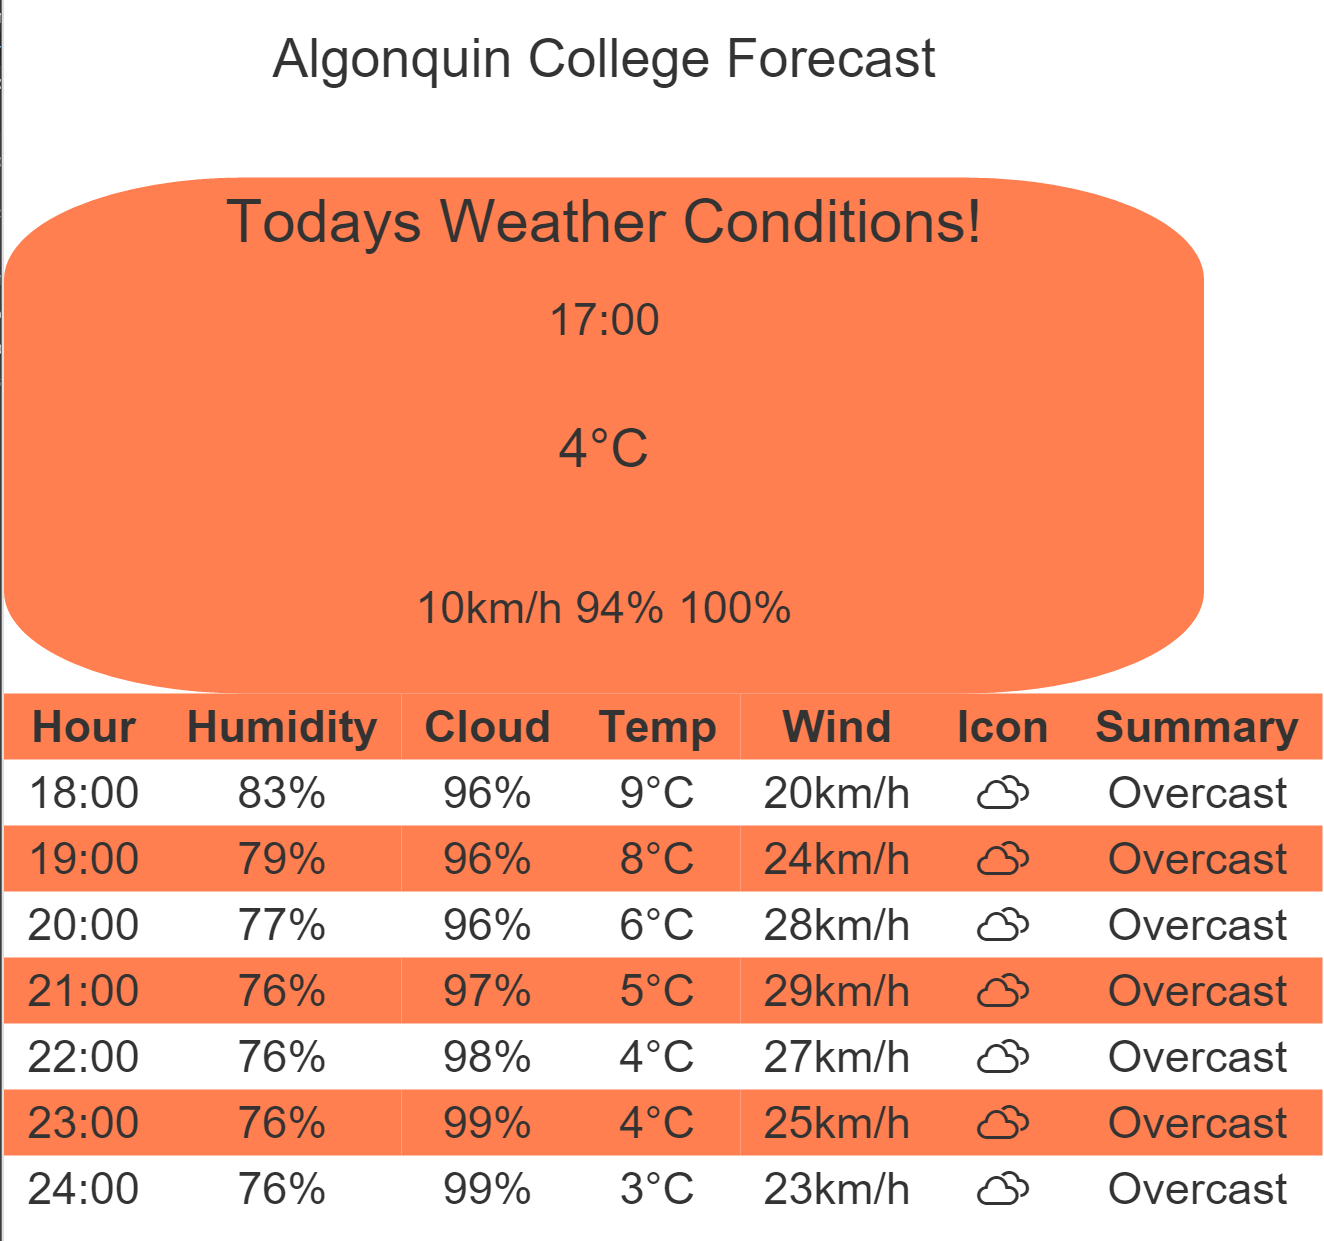 Algonquin College Forecast
Todays Weather Conditions!
17:00
4°C
10km/h 94% 100%
Hour Humidity Cloud Temp Wind Icon Summary
18:00 83% 96% 9°C 20km/h Overcast
19:00 79% 96% 8°C 24km/h Overcast
20:00 77% 96% 6°C 28km/h Overcast
21:00 76% 97% 5°C 29km/h Overcast
22:00 76% 98% 4°C 27km/h Overcast
23:00 76% 99% 4°C 25km/h Overcast
24:00 76% 99% 3°C 23km/h Overcast